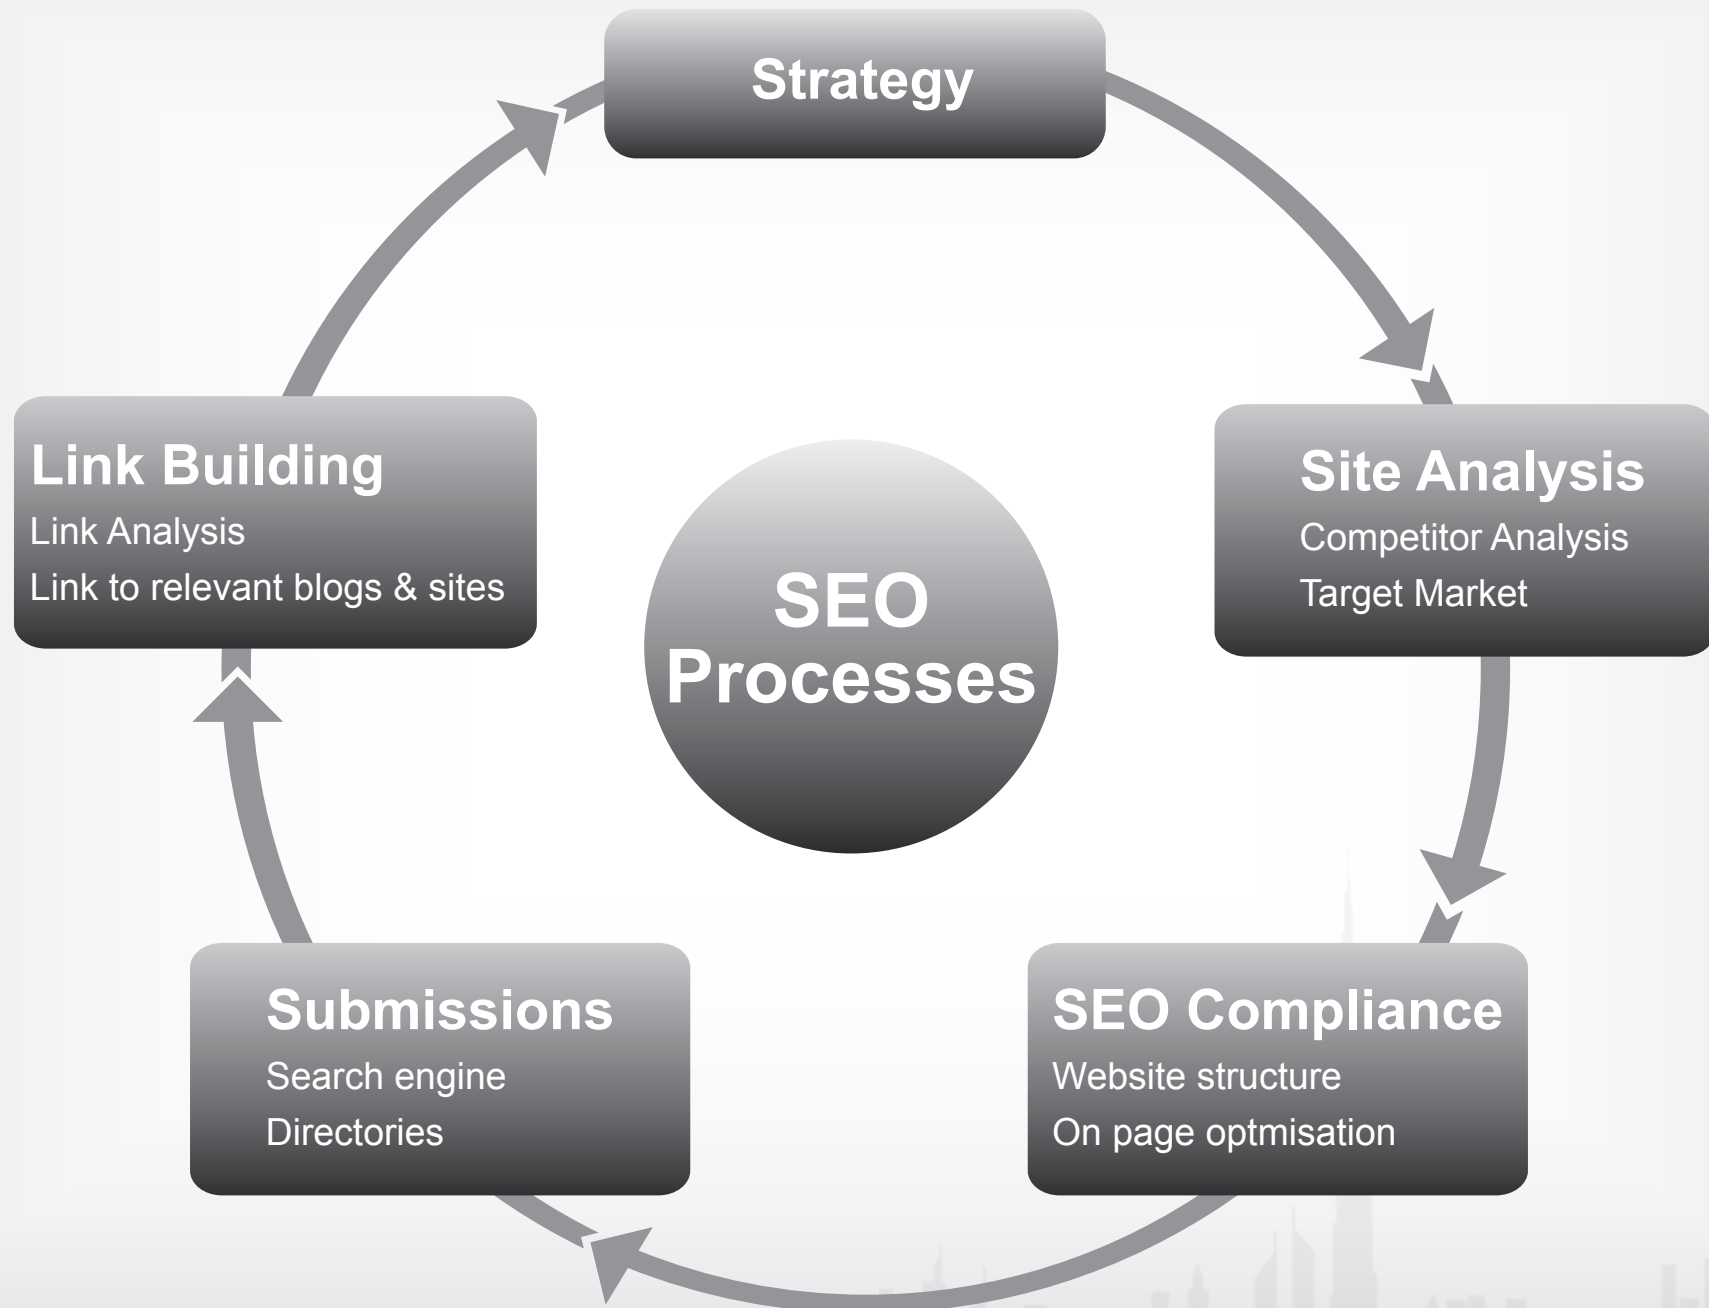 Strategy
Site Analysis
Competitor Analysis
Target Market
SEO Compliance
Website structure
On page optmisation
Submissions
Search engine
Directories
Link Building
Link Analysis
Link to relevant blogs & sites
SEO
Processes